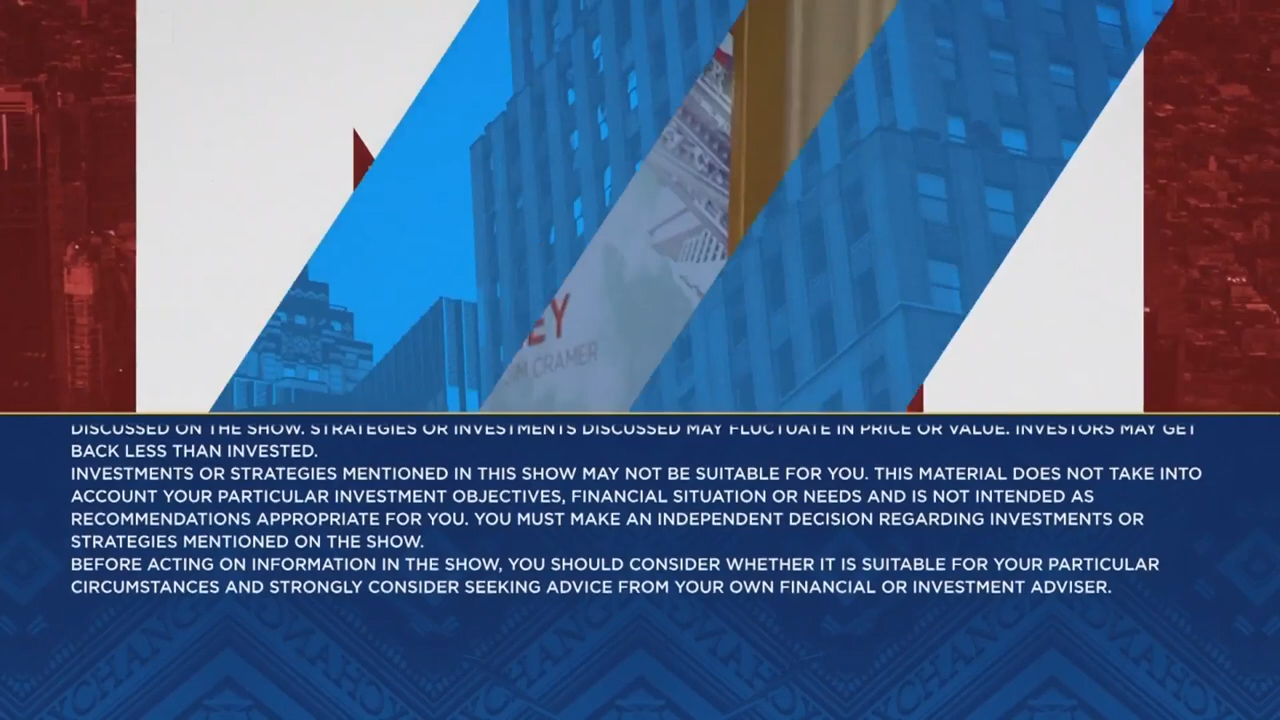 EY
JIM CRAMER
DISCUSSED ON THE SHOW. STRATEGIES OR INVESTMENTS DISCUSSED MAY FLUCTUATE IN PRICE OR VALUE. INVESTORS MAY GET
BACK LESS THAN INVESTED.
INVESTMENTS OR STRATEGIES MENTIONED IN THIS SHOW MAY NOT BE SUITABLE FOR YOU. THIS MATERIAL DOES NOT TAKE INTO
ACCOUNT YOUR PARTICULAR INVESTMENT OBJECTIVES, FINANCIAL SITUATION OR NEEDS AND IS NOT INTENDED AS
RECOMMENDATIONS APPROPRIATE FOR YOU. YOU MUST MAKE AN INDEPENDENT DECISION REGARDING INVESTMENTS OR
STRATEGIES MENTIONED ON THE SHOW.
BEFORE ACTING ON INFORMATION IN THE SHOW, YOU SHOULD CONSIDER WHETHER IT IS SUITABLE FOR YOUR PARTICULAR
CIRCUMSTANCES AND STRONGLY CONSIDER SEEKING ADVICE FROM YOUR OWN FINANCIAL OR INVESTMENT ADVISER.